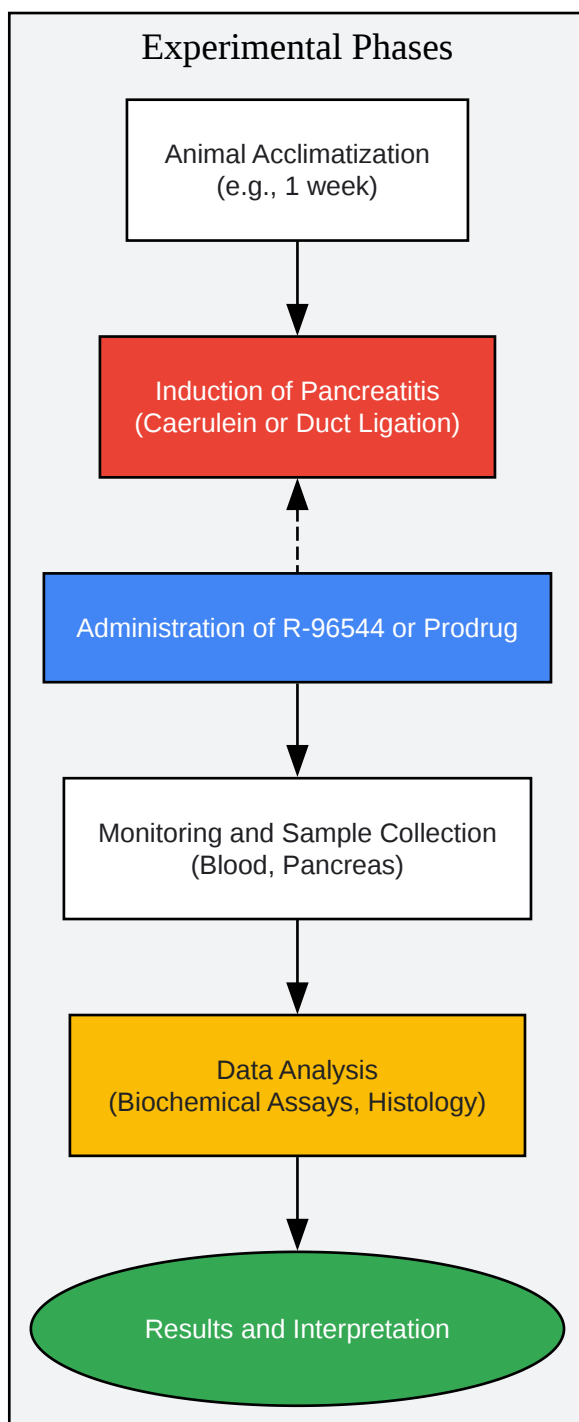 Experimental Phases
Animal Acclimatization
(e.g., 1 week)
Induction of Pancreatitis
(Caerulein or Duct Ligation)
Administration of R-96544 or Prodrug
Monitoring and Sample Collection
(Blood, Pancreas)
Data Analysis
(Biochemical Assays, Histology)
Results and Interpretation